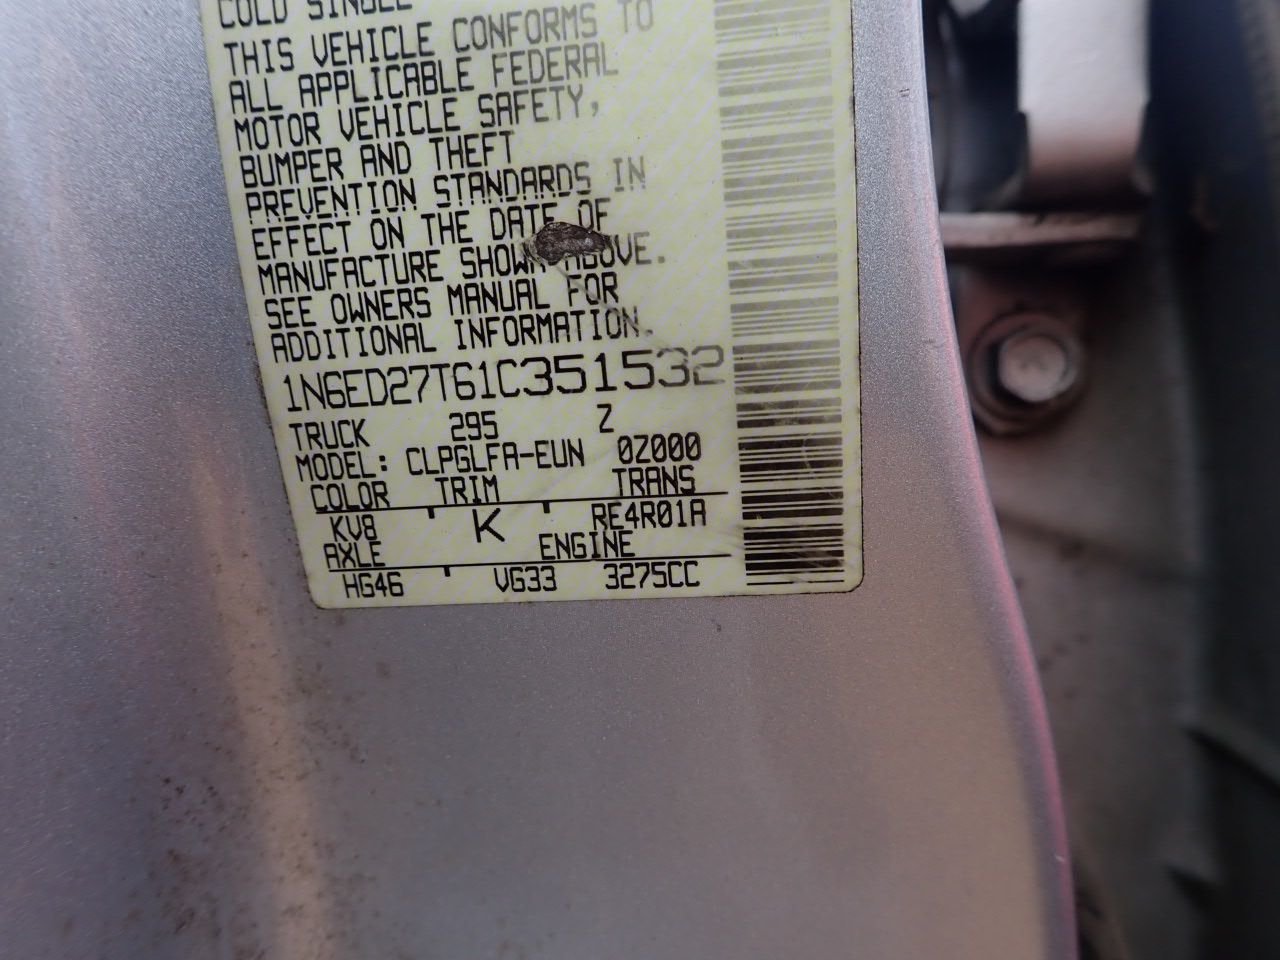 COLD SINGLE
THIS VEHICLE CONFORMS TO
ALL APPLICABLE FEDERAL
MOTOR VEHICLE SAFETY,
BUMPER AND THEFT
PREVENTION STANDARDS IN
EFFECT ON THE DATE OF
MANUFACTURE SHOWN ABOVE.
SEE OWNERS MANUAL FOR
ADDITIONAL INFORMATION.
1N6ED27T61C351532
TRUCK 295 Z
MODEL: CLPGLFA-EUN 0Z000
COLOR TRIM TRANS
KV8 K RE4R01A
AXLE ENGINE
HG46 VG33 3275CC